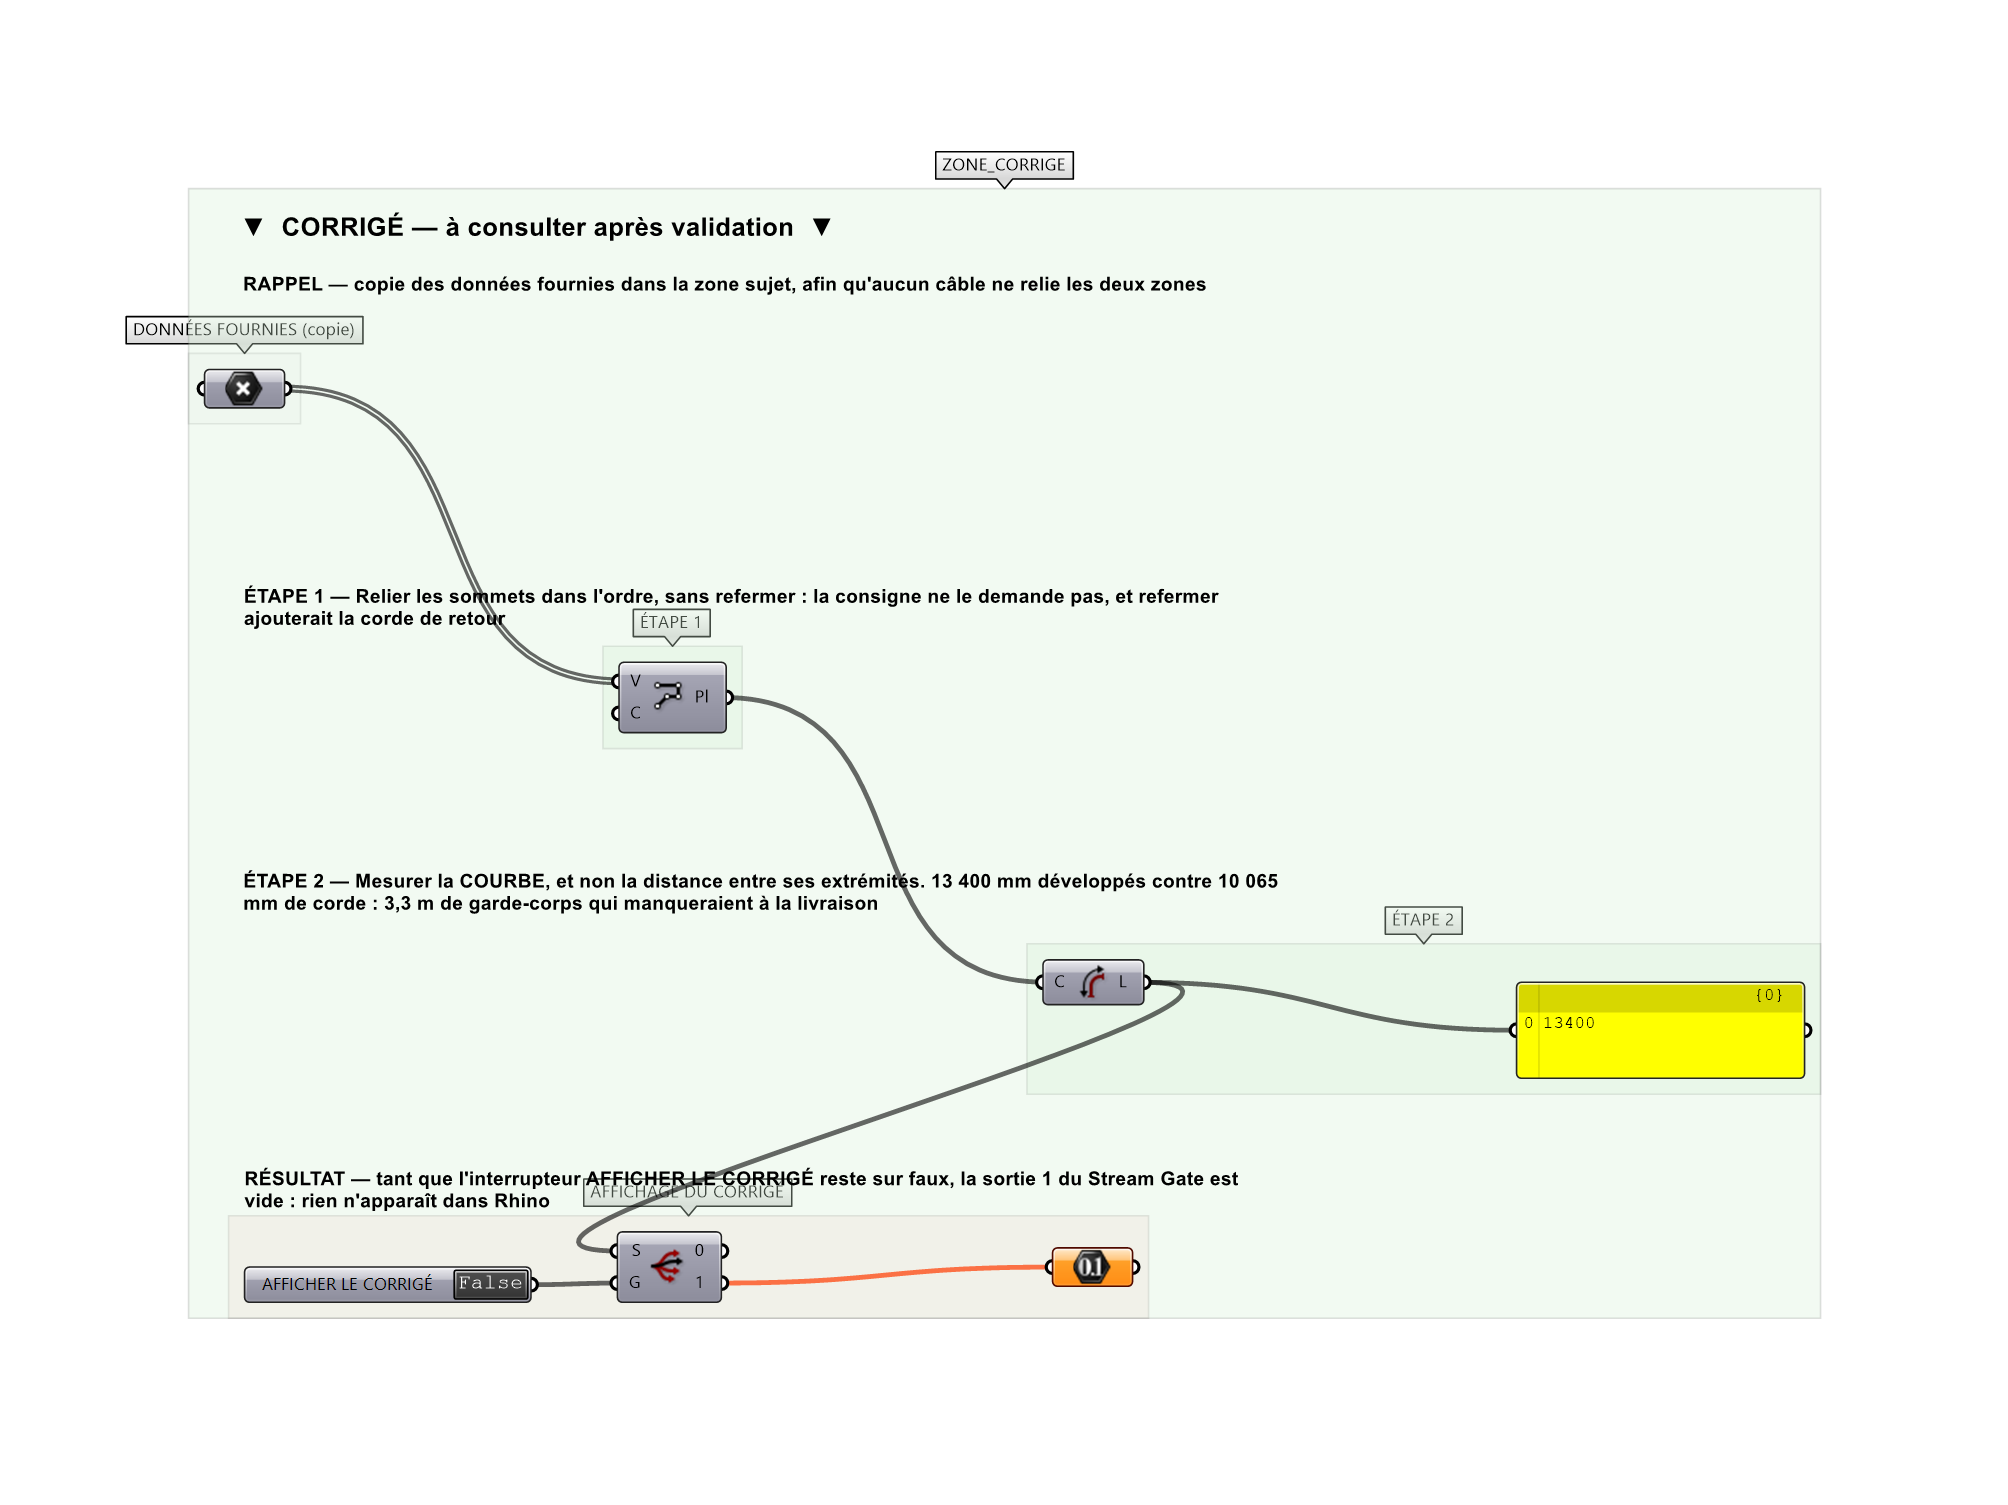 ZONE_CORRIGE
▼ CORRIGÉ — à consulter après validation ▼
RAPPEL — copie des données fournies dans la zone sujet, afin qu'aucun câble ne relie les deux zones
DONNÉES FOURNIES (copie)
ÉTAPE 1 — Relier les sommets dans l'ordre, sans refermer : la consigne ne le demande pas, et refermer
ajouterait la corde de retour
ÉTAPE 1
V
C
Pl
ÉTAPE 2 — Mesurer la COURBE, et non la distance entre ses extrémités. 13 400 mm développés contre 10 065
mm de corde : 3,3 m de garde-corps qui manqueraient à la livraison
ÉTAPE 2
C L
{0}
0 13400
RÉSULTAT — tant que l'interrupteur AFFICHER LE CORRIGÉ reste sur faux, la sortie 1 du Stream Gate est
vide : rien n'apparaît dans Rhino
AFFICHAGE DU CORRIGÉ
S 0
G 1
AFFICHER LE CORRIGÉ False
0.1